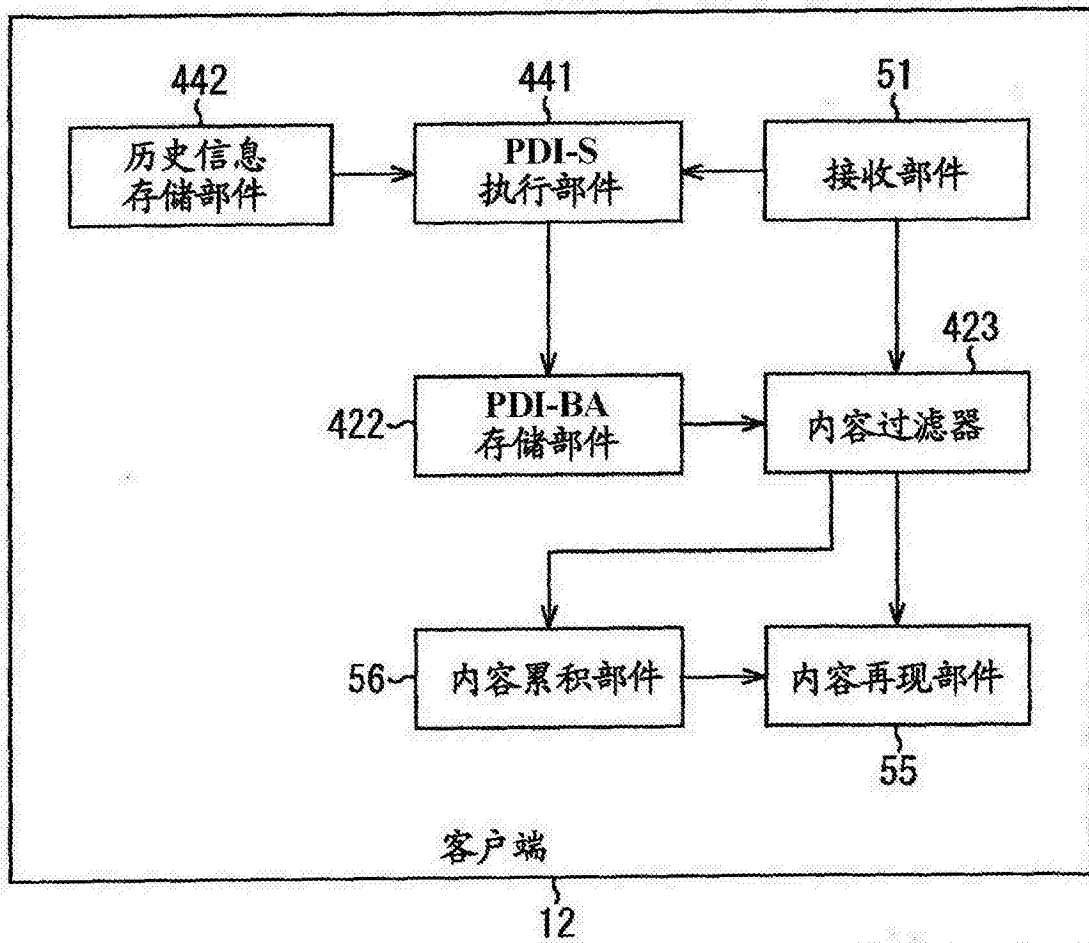 442
441
51
历史信息
存储部件
PDI-S
执行部件
接收部件
423
422
PDI-BA
存储部件
内容过滤器
56
内容累积部件
内容再现部件
55
客户端
12